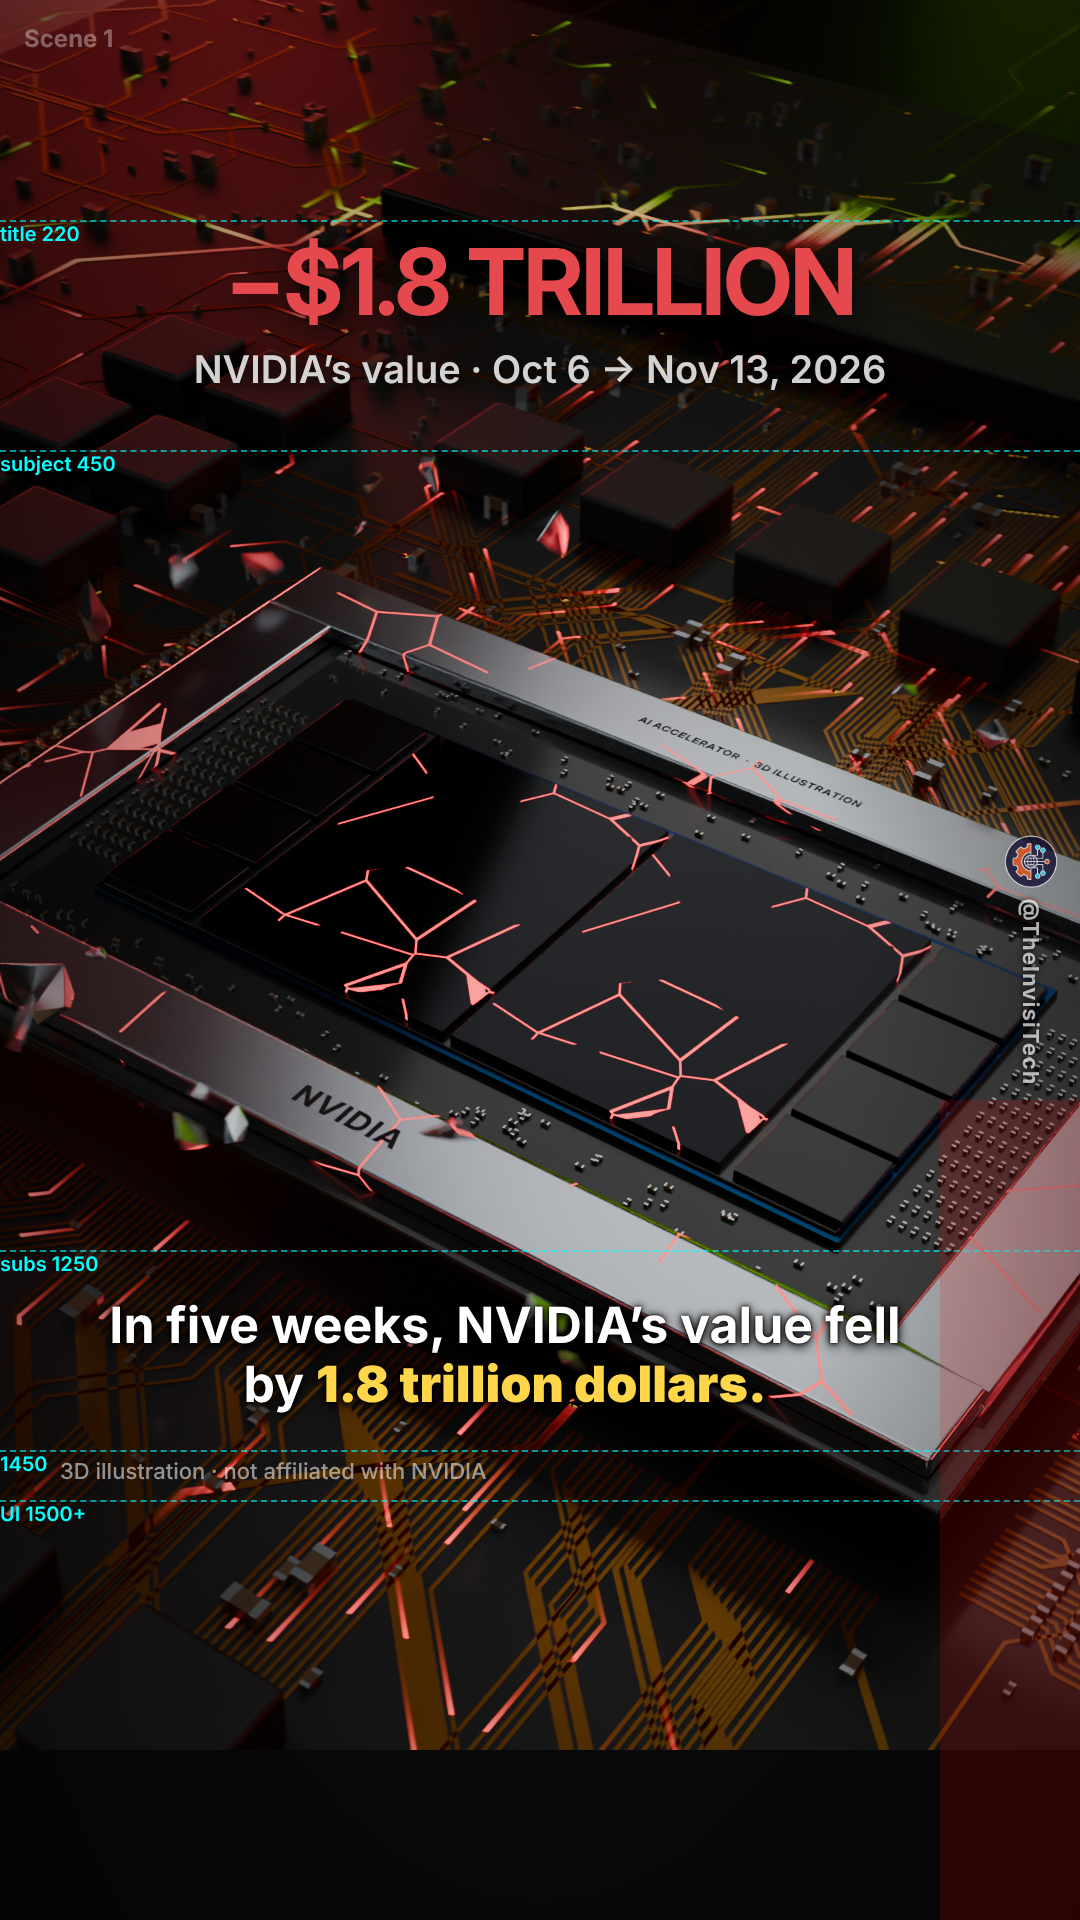 Scene 1
title 220
–$1.8 TRILLION
NVIDIA’s value · Oct 6 → Nov 13, 2026
subject 450
AI ACCELERATOR · 3D ILLUSTRATION
@TheInvisiTech
NVIDIA
subs 1250
In five weeks, NVIDIA’s value fell
by 1.8 trillion dollars.
1450
3D illustration · not affiliated with NVIDIA
UI 1500+